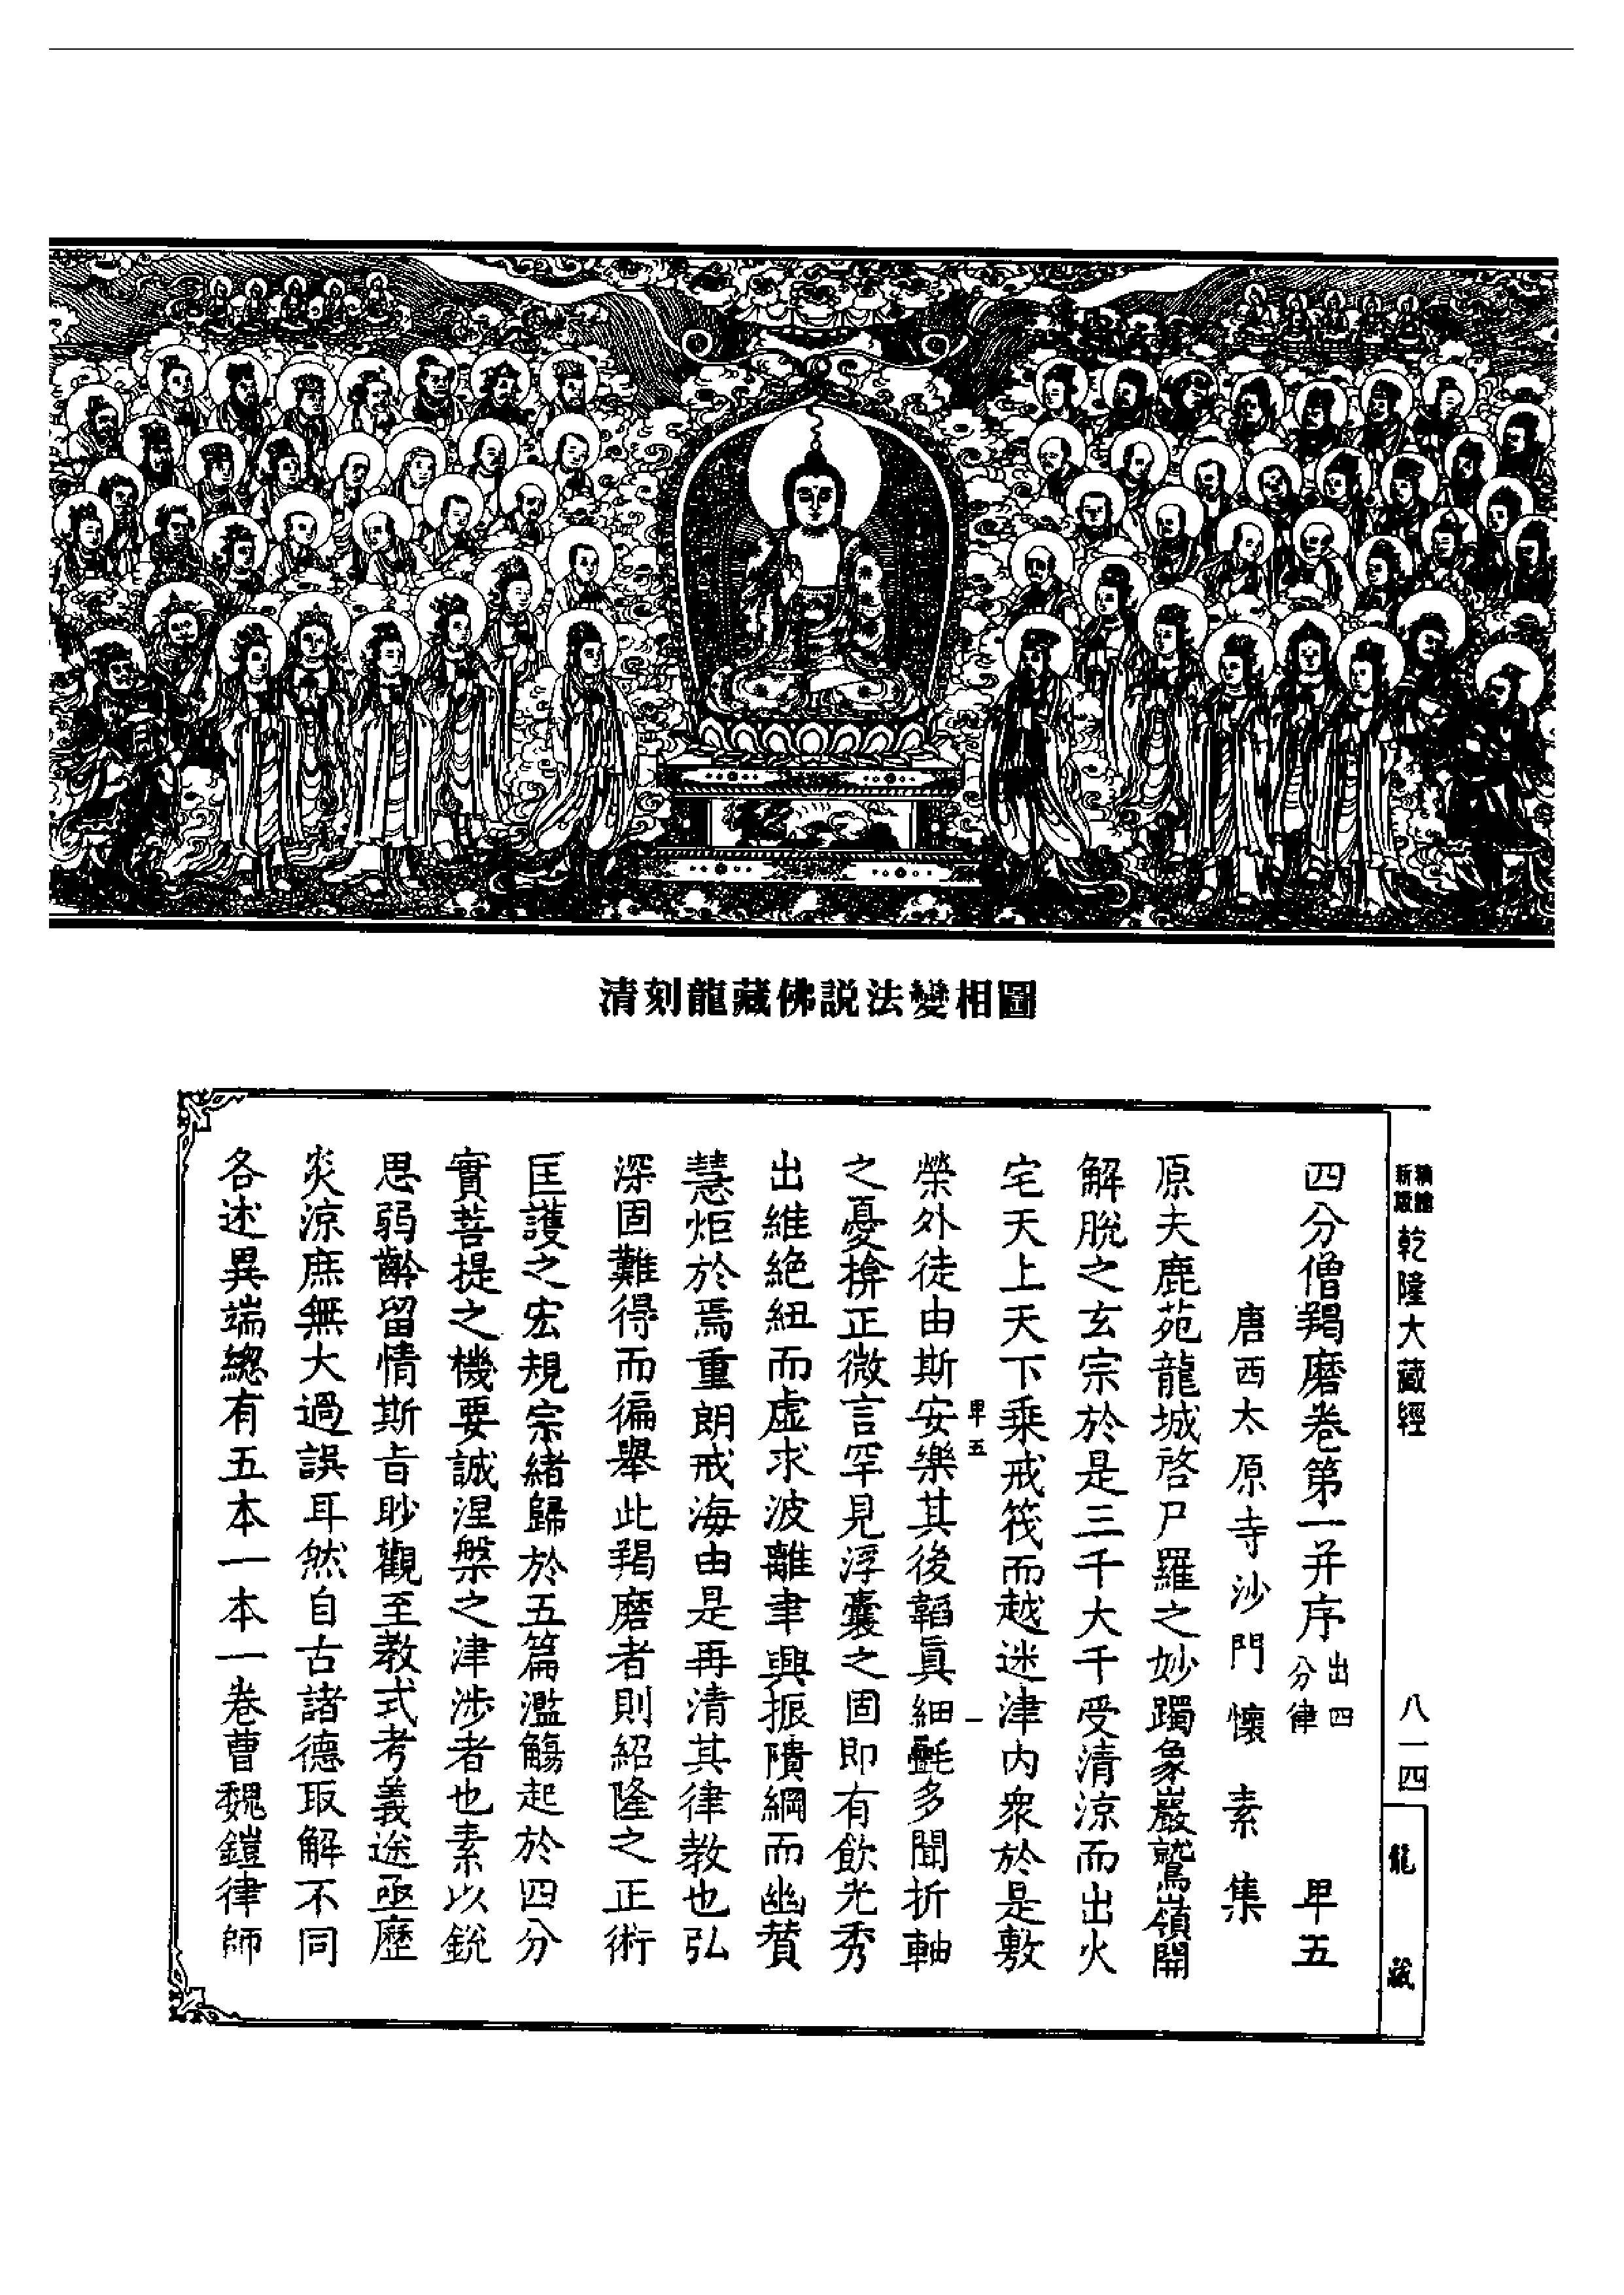 清刻龍藏佛説法變相圖
新版
乾隆大藏經
八一四
龍藏
四分僧羯磨卷第一并序 出四分律 卑五
唐西太原寺沙門懷素集
原夫鹿苑龍城啓尸羅之妙躅象巖鷲嶺開
解脫之玄宗於是三千大千受清涼而出火
宅天上天下乘戒筏而越迷津內衆於是敷
榮外徒由斯安樂其後韜眞細㲲多聞折軸
卑五 一
之憂揜正微言罕見浮囊之固即有飲光秀
出維絕紐而虛求波離聿興振隤綱而幽贊
慧炬於焉重朗戒海由是再清其律教也弘
深固難得而徧舉此羯磨者則紹隆之正術
匡護之宏規宗緒歸於五篇濫觴起於四分
實菩提之機要誠涅槃之津涉者也素以銳
思弱齡留情斯旨眇觀至教式考義途亟歷
炎涼庶無大過誤耳然自古諸德取解不同
各述異端總有五本一本一卷曹魏鎧律師